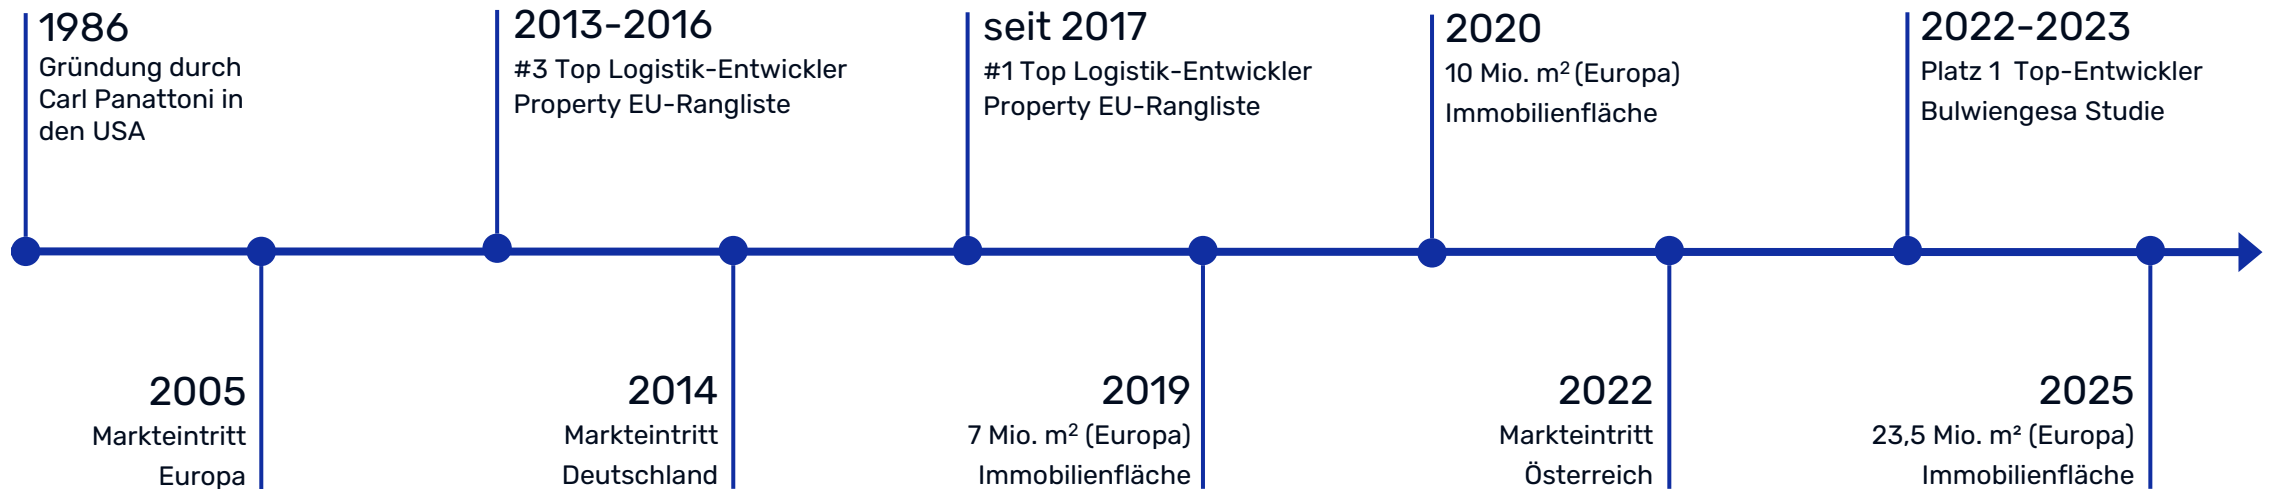 1986
Gründung durch
Carl Panattoni in
den USA
2005
Markteintritt
Europa
2013-2016
#3 Top Logistik-Entwickler
Property EU-Rangliste
2014
Markteintritt
Deutschland
seit 2017
#1 Top Logistik-Entwickler
Property EU-Rangliste
2019
7 Mio. m² (Europa)
Immobilienfläche
2020
10 Mio. m² (Europa)
Immobilienfläche
2022
Markteintritt
Österreich
2022-2023
Platz 1 Top-Entwickler
Bulwiengesa Studie
2025
23,5 Mio. m² (Europa)
Immobilienfläche